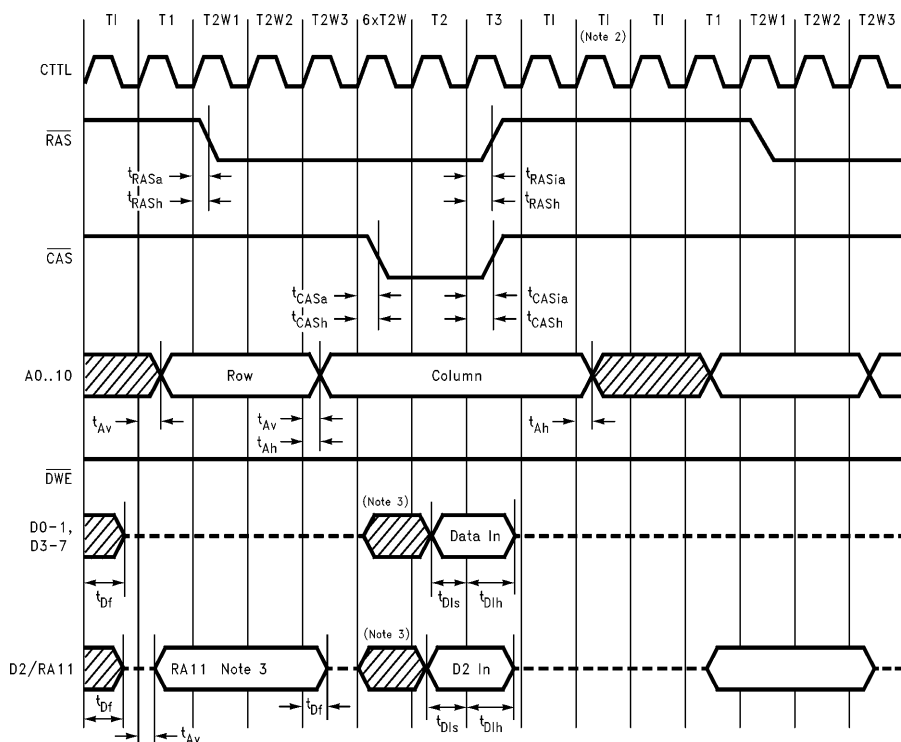 TI T1 T2W1 T2W2 T2W3 6xT2W T2 T3 TI TI TI T1 T2W1 T2W2 T2W3
(Note 2)
CTTL
RAS
tRASa tRASia
tRASh tRASh
CAS
tCASa tCASia
tCASh tCASh
A0..10 Row Column
tAv tAv tAh
tAh
DWE
(Note 3)
D0-1,
D3-7
Data In
tDf tDIs tDIh
(Note 3)
D2/RA11 RA11 Note 3 D2 In
tDf tDf tDIs tDIh
tAv